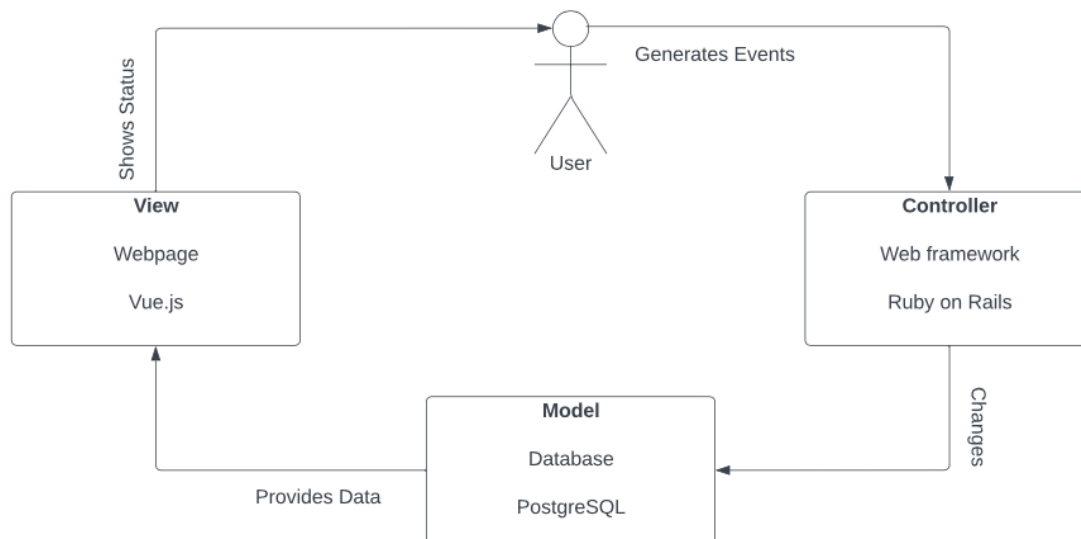 Generates Events
Shows Status
User
View
Webpage
Vue.js
Controller
Web framework
Ruby on Rails
Changes
Model
Database
PostgreSQL
Provides Data